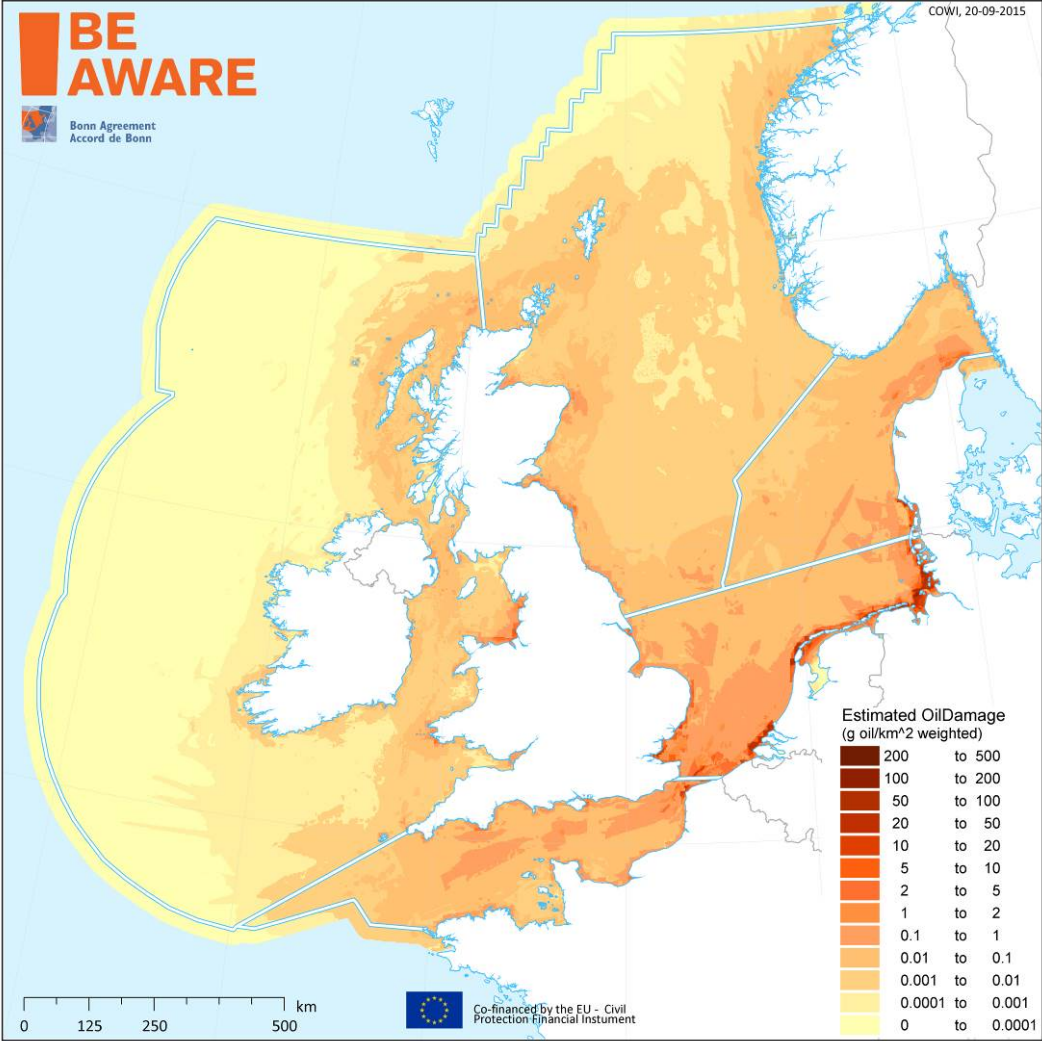 COWI, 20-09-2015
BE
AWARE
Bonn Agreement
Accord de Bonn
Estimated OilDamage
(g oil/km^2 weighted)
200 to 500
100 to 200
50 to 100
20 to 50
10 to 20
5 to 10
2 to 5
1 to 2
0.1 to 1
0.01 to 0.1
0.001 to 0.01
0.0001 to 0.001
0 to 0.0001
km
0 125 250 500
Co-financed by the EU - Civil
Protection Financial Instument